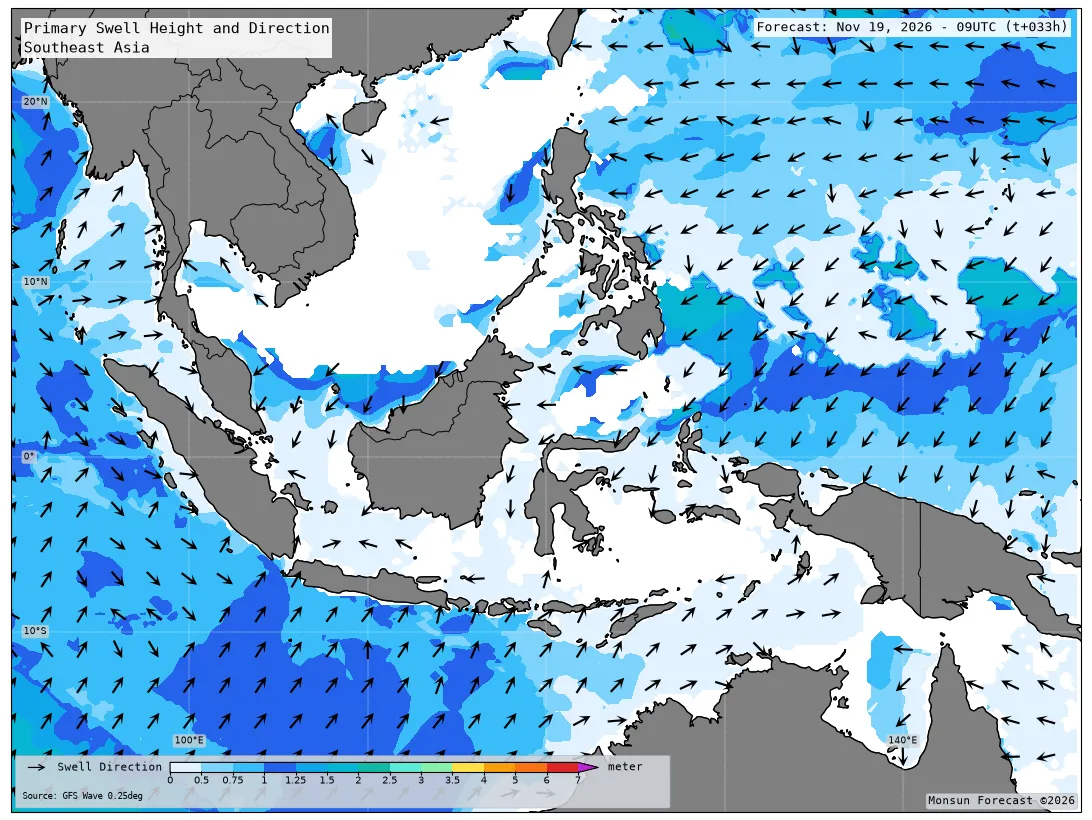 Primary Swell Height and Direction
Southeast Asia
Forecast: Nov 19, 2026 - 09UTC (t+033h)
20°N
10°N
0°
10°S
100°E
140°E
Swell Direction
meter
0 0.5 0.75 1 1.25 1.5 2 2.5 3 3.5 4 5 6 7
Source: GFS Wave 0.25deg
Monsun Forecast ©2026